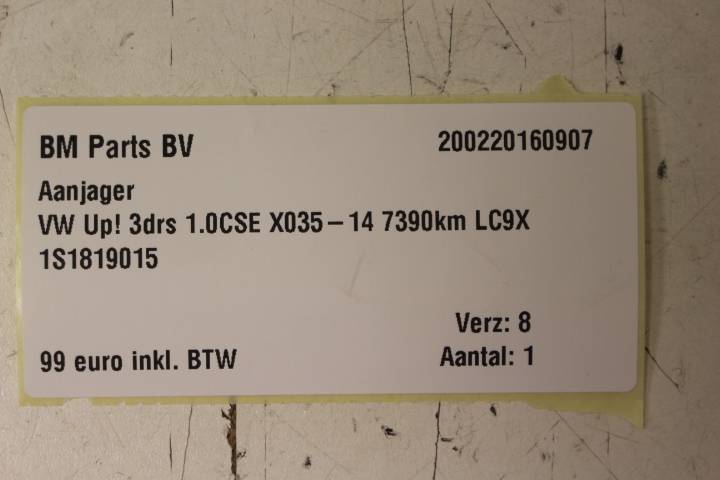 BM Parts BV 200220160907
Aanjager
VW Up! 3drs 1.0CSE X035-14 7390km LC9X
1S1819015
Verz: 8
99 euro inkl. BTW Aantal: 1